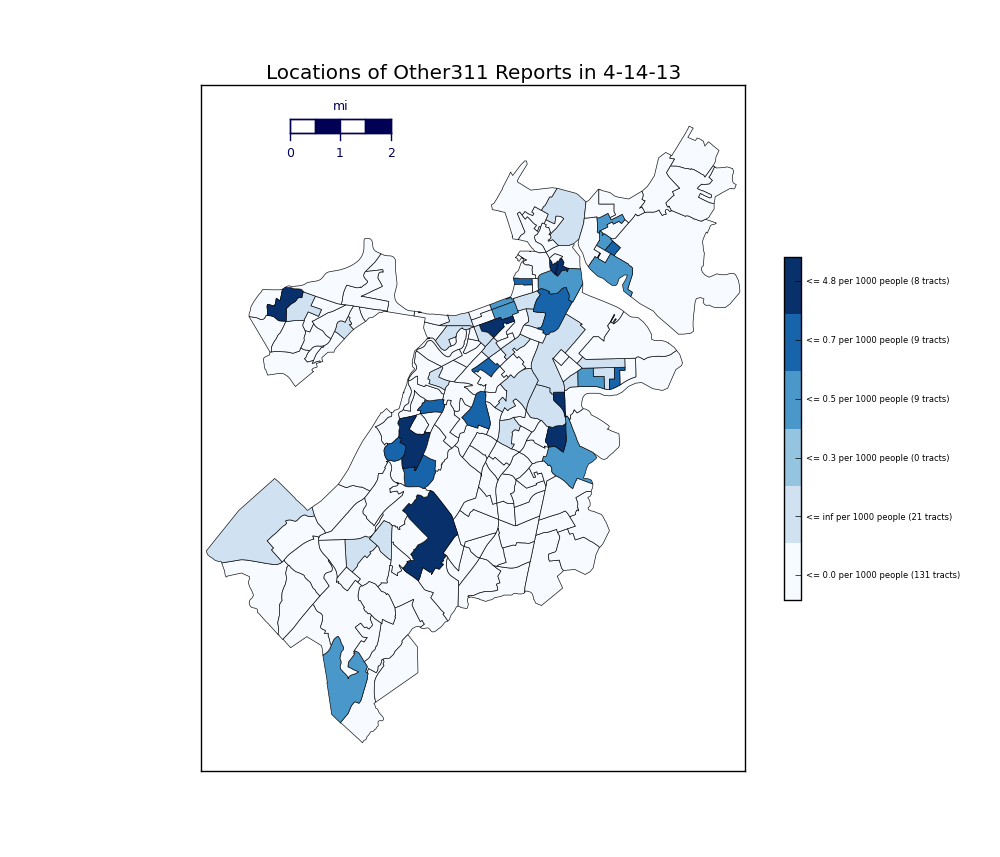 Locations of Other311 Reports in 4-14-13
mi
0 1 2
<= 4.8 per 1000 people (8 tracts)
<= 0.7 per 1000 people (9 tracts)
<= 0.5 per 1000 people (9 tracts)
<= 0.3 per 1000 people (0 tracts)
<= inf per 1000 people (21 tracts)
<= 0.0 per 1000 people (131 tracts)